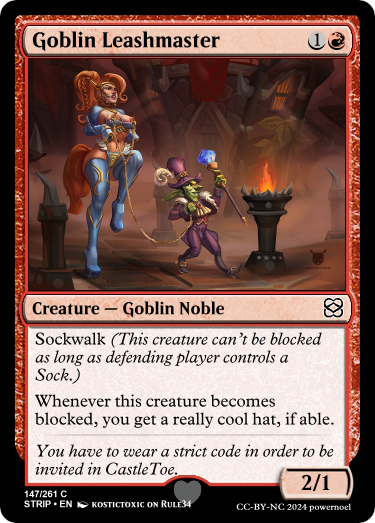 Goblin Leashmaster 1
Creature — Goblin Noble
Sockwalk (This creature can't be blocked
as long as defending player controls a
Sock.)
Whenever this creature becomes
blocked, you get a really cool hat, if able.
You have to wear a strict code in order to be
invited in CastleToe.
2/1
147/261 C
STRIP • EN KOSTICTOXIC ON RULE34
CC-BY-NC 2024 powernoel